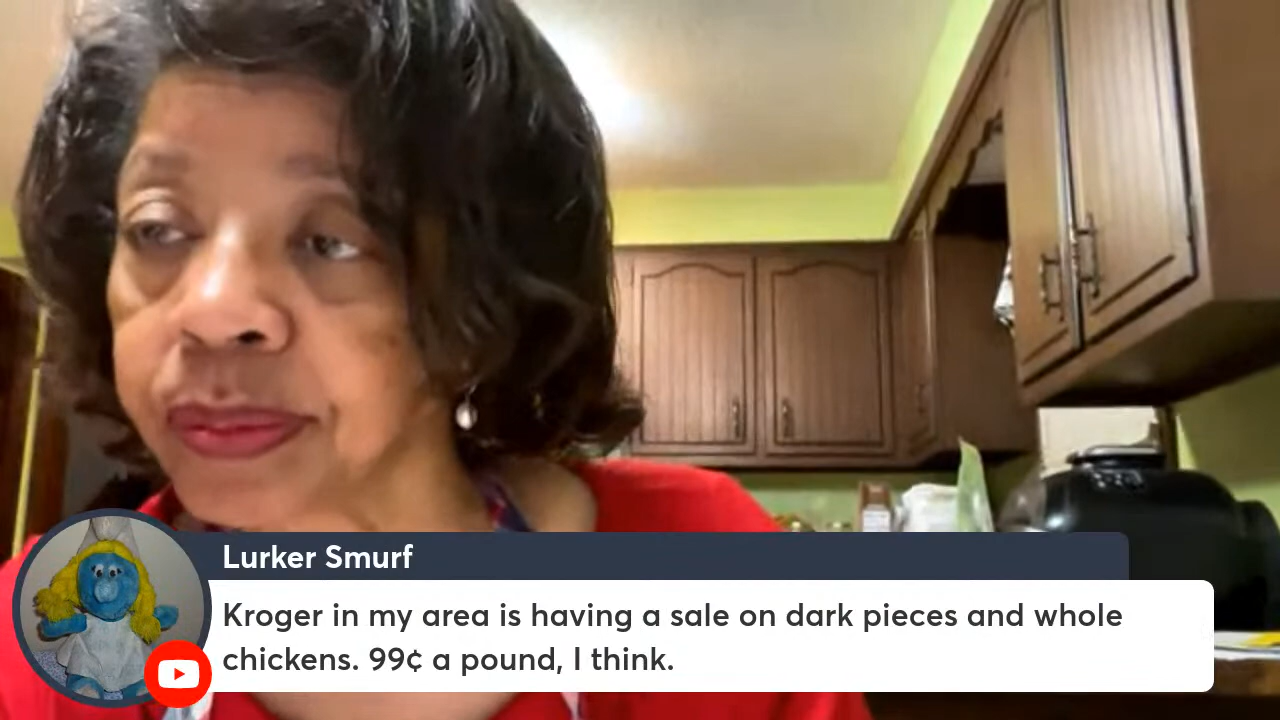 Lurker Smurf
Kroger in my area is having a sale on dark pieces and whole
chickens. 99¢ a pound, I think.